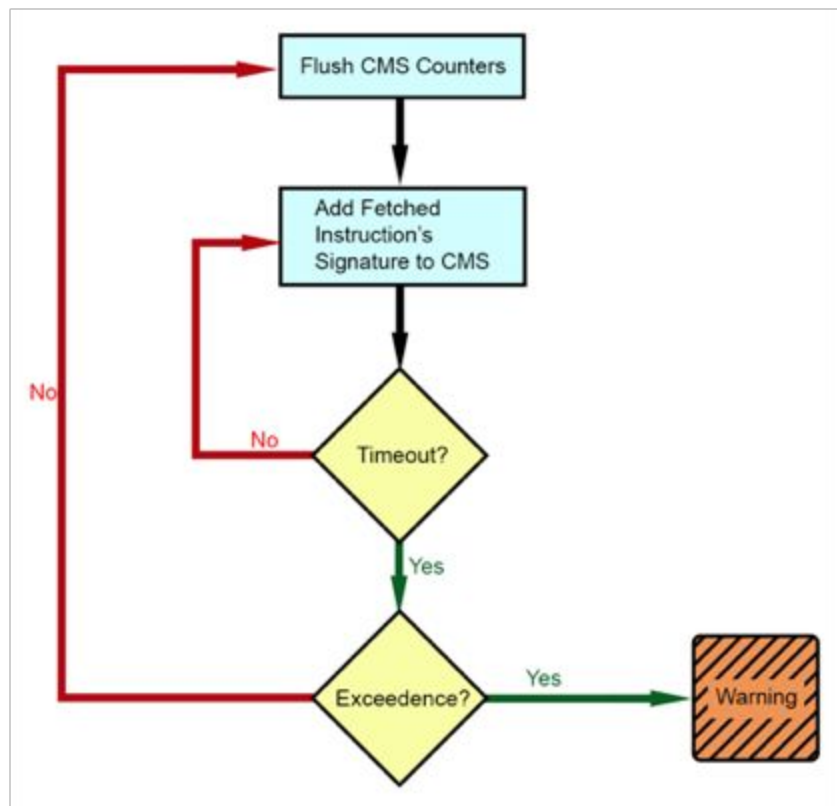 Flush CMS Counters
Add Fetched
Instruction's
Signature to CMS
No
No
Timeout?
Yes
Exceedence?
Yes
Warning